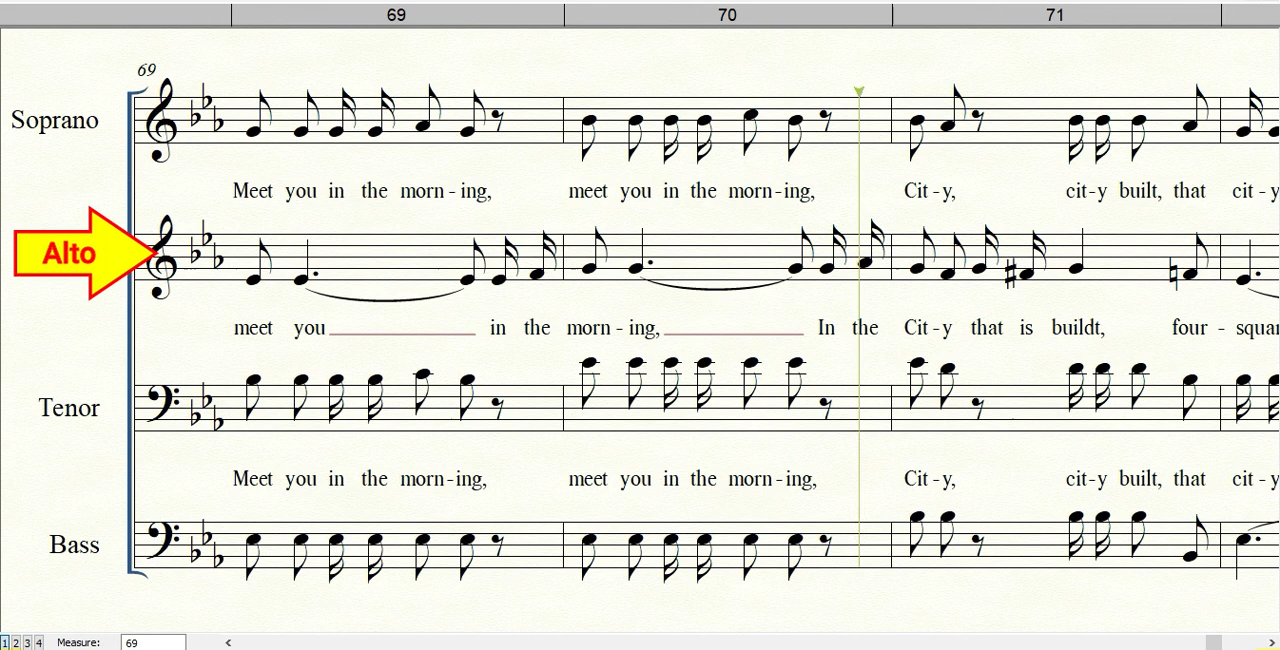 69 70 71
69
Soprano
Meet you in the morn - ing, meet you in the morn - ing, Cit - y, cit - y built, that cit - y
Alto
meet you in the morn - ing, In the Cit - y that is buildt, four - squar
Tenor
Meet you in the morn - ing, meet you in the morn - ing, Cit - y, cit - y built, that cit - y
Bass
1 2 3 4 Measure: 69